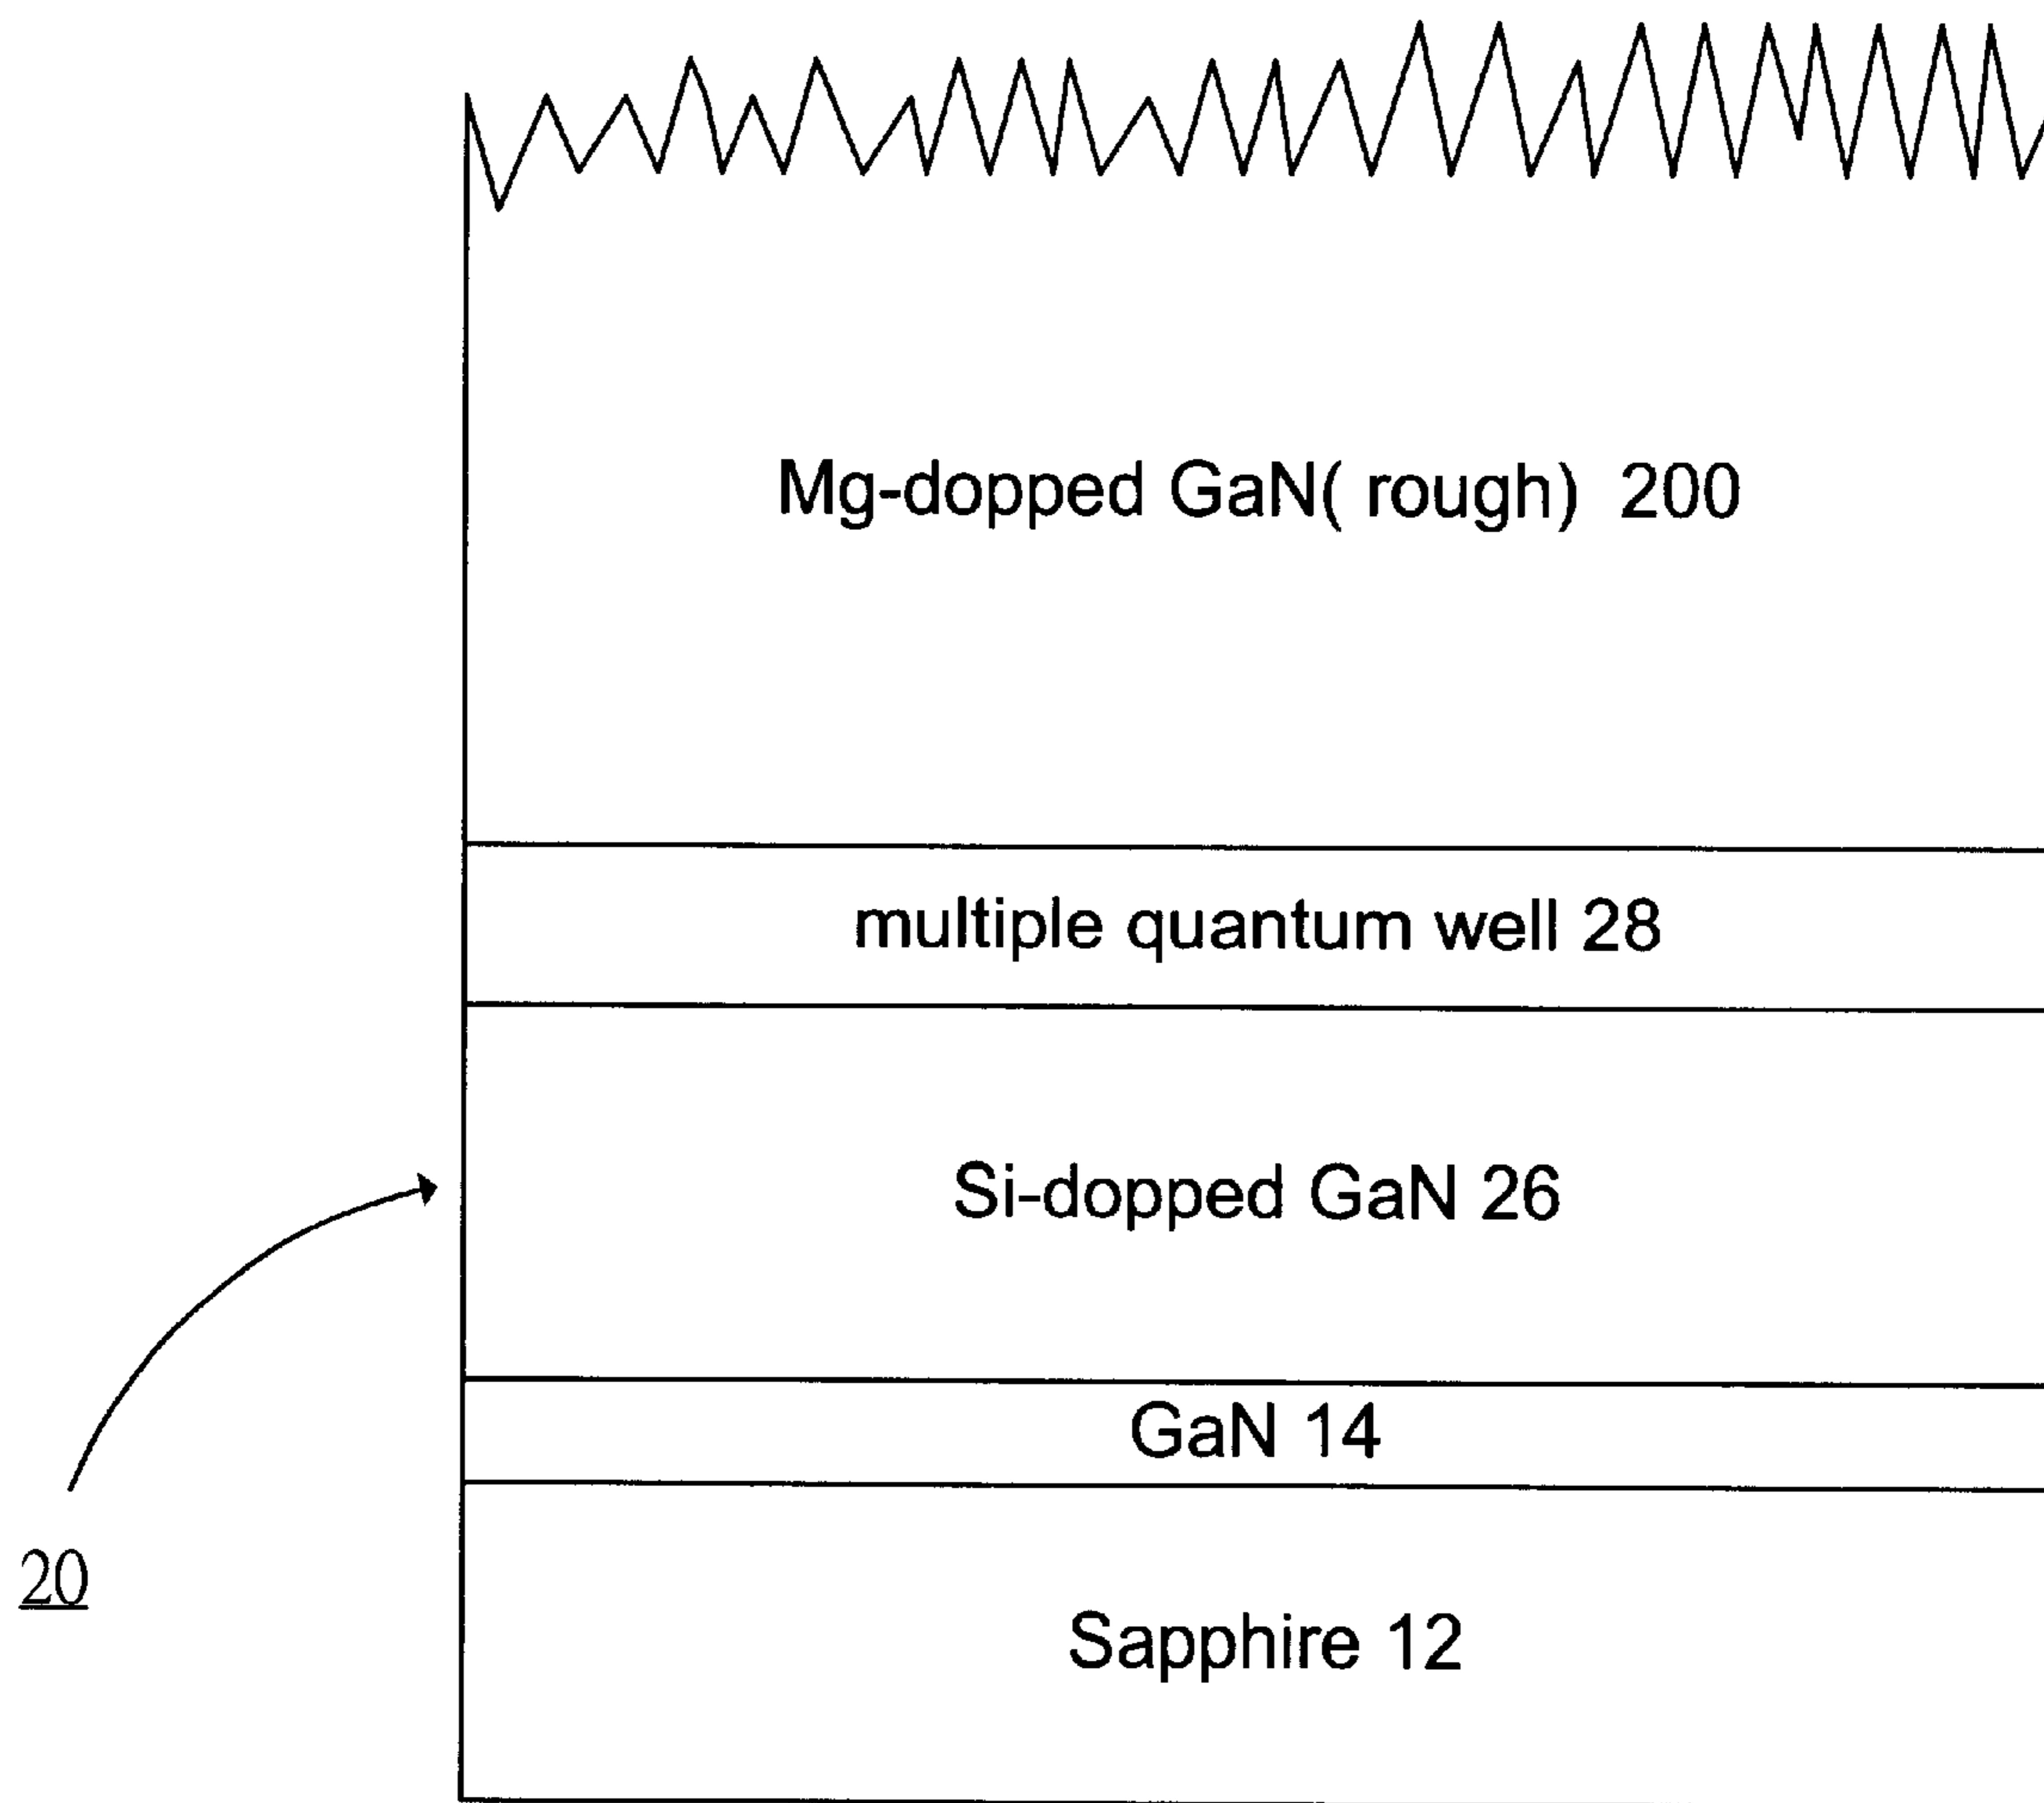 Mg-dopped GaN( rough) 200
multiple quantum well 28
Si-dopped GaN 26
GaN 14
20
Sapphire 12